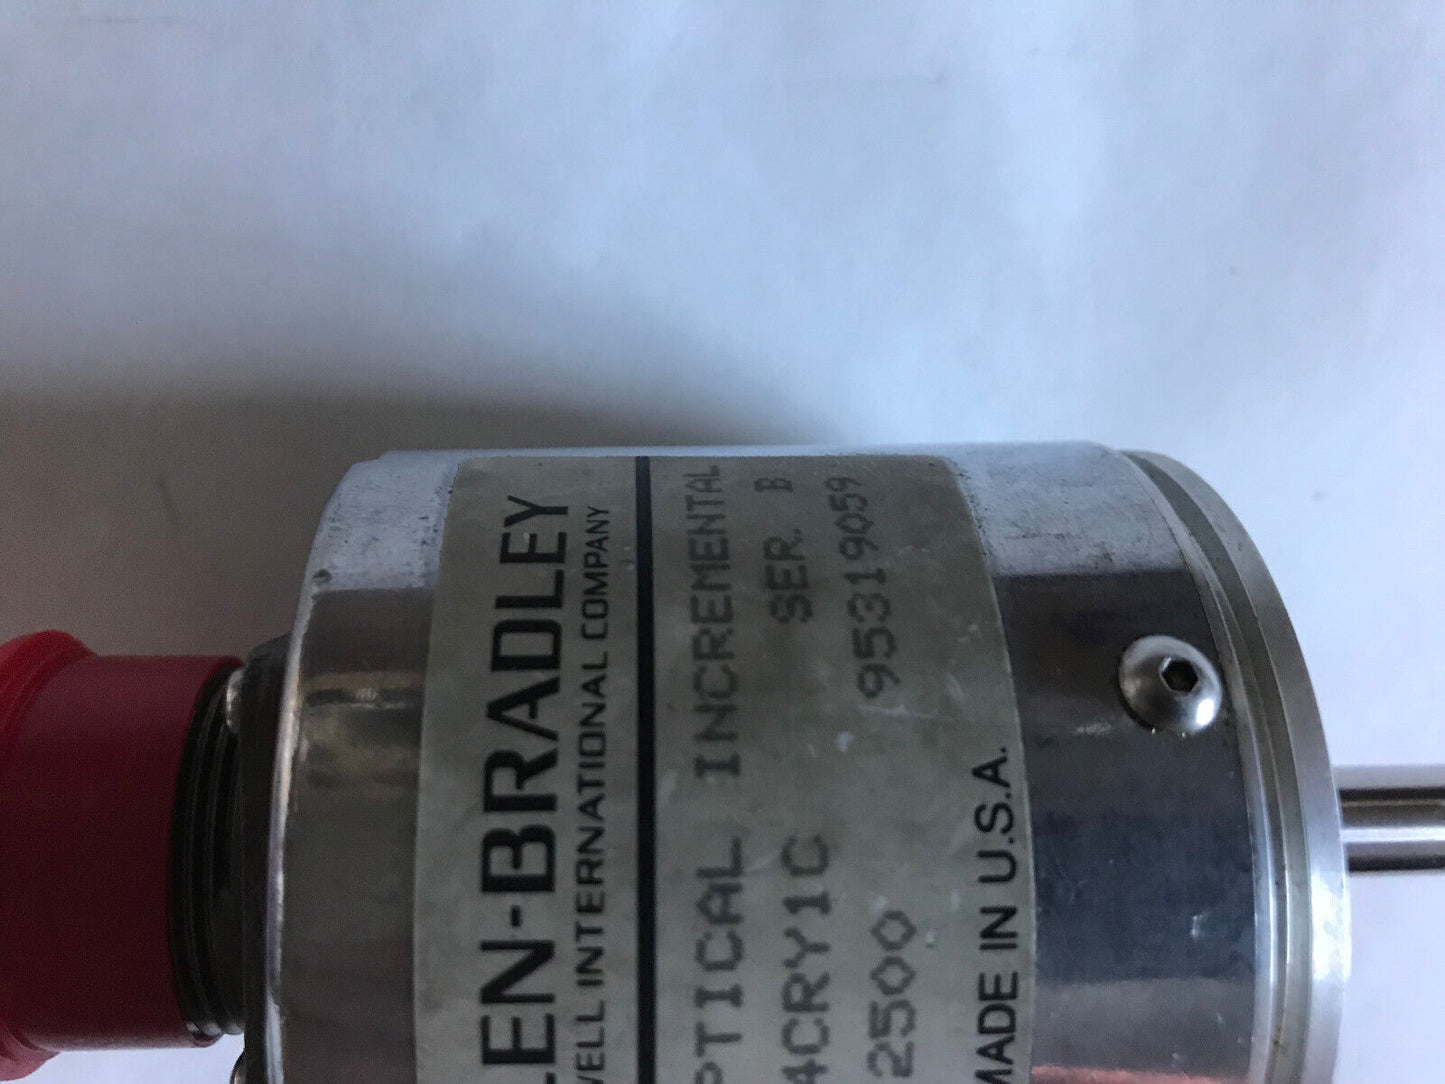 LEN-BRADLEY
WELL INTERNATIONAL COMPANY
PTICAL INCREMENTAL
4CRY1C SER. B
2500 95319059
MADE IN U.S.A.